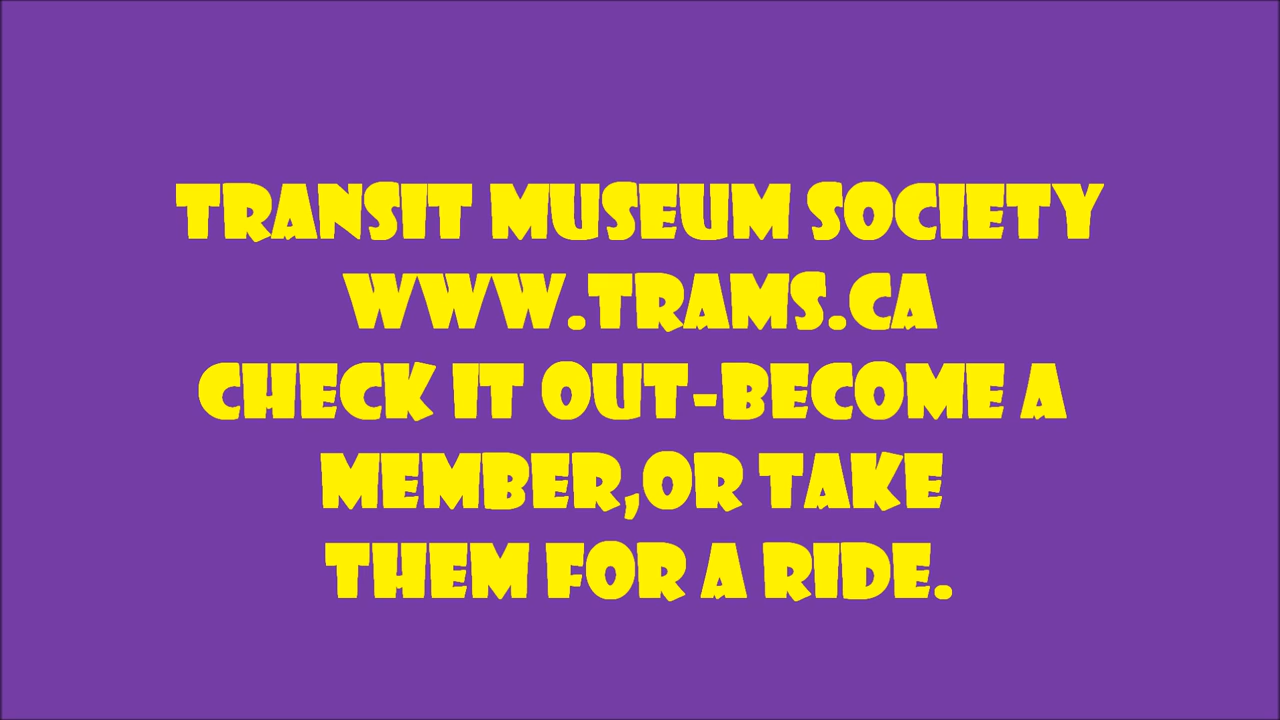 TRANSIT MUSEUM SOCIETY
WWW.TRAMS.CA
CHECK IT OUT-BECOME A
MEMBER,OR TAKE
THEM FOR A RIDE.